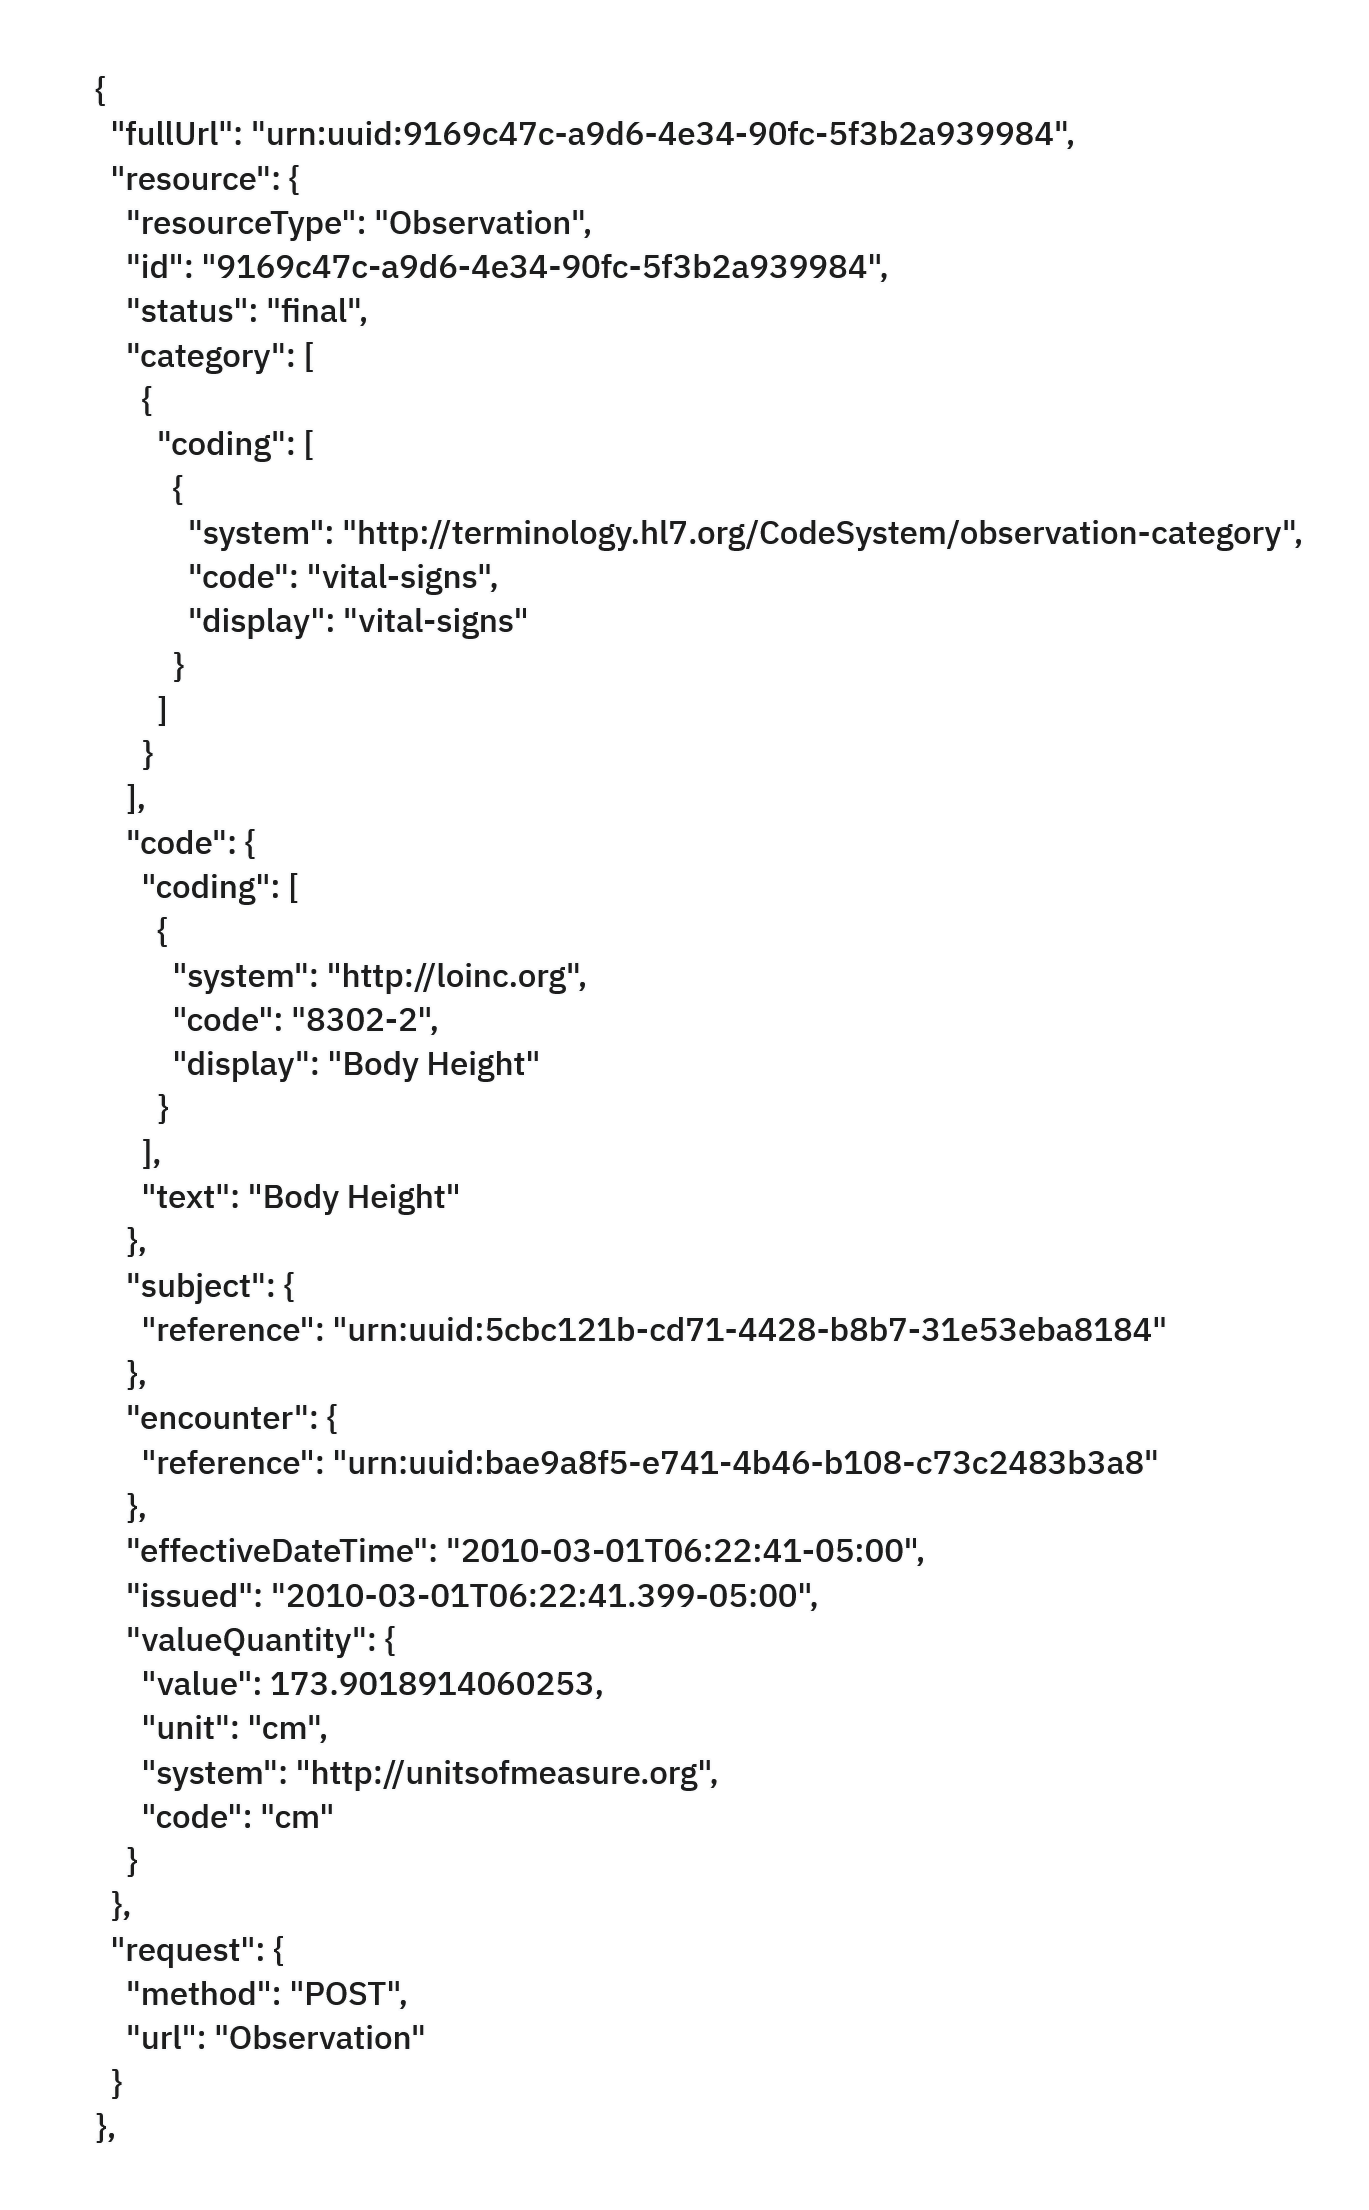 {
  "fullUrl": "urn:uuid:9169c47c-a9d6-4e34-90fc-5f3b2a939984",
  "resource": {
    "resourceType": "Observation",
    "id": "9169c47c-a9d6-4e34-90fc-5f3b2a939984",
    "status": "final",
    "category": [
      {
        "coding": [
          {
            "system": "http://terminology.hl7.org/CodeSystem/observation-category",
            "code": "vital-signs",
            "display": "vital-signs"
          }
        ]
      }
    ],
    "code": {
      "coding": [
        {
          "system": "http://loinc.org",
          "code": "8302-2",
          "display": "Body Height"
        }
      ],
      "text": "Body Height"
    },
    "subject": {
      "reference": "urn:uuid:5cbc121b-cd71-4428-b8b7-31e53eba8184"
    },
    "encounter": {
      "reference": "urn:uuid:bae9a8f5-e741-4b46-b108-c73c2483b3a8"
    },
    "effectiveDateTime": "2010-03-01T06:22:41-05:00",
    "issued": "2010-03-01T06:22:41.399-05:00",
    "valueQuantity": {
      "value": 173.9018914060253,
      "unit": "cm",
      "system": "http://unitsofmeasure.org",
      "code": "cm"
    }
  },
  "request": {
    "method": "POST",
    "url": "Observation"
  }
},